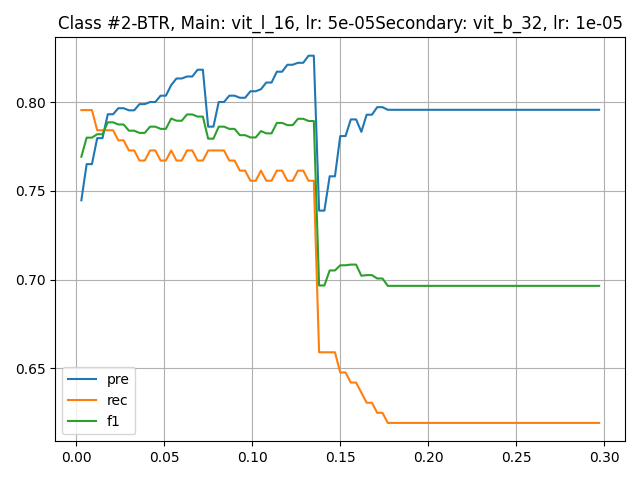 Class #2-BTR, Main: vit_l_16, lr: 5e-05Secondary: vit_b_32, lr: 1e-05
0.80
0.75
0.70
0.65
pre
rec
f1
0.00 0.05 0.10 0.15 0.20 0.25 0.30